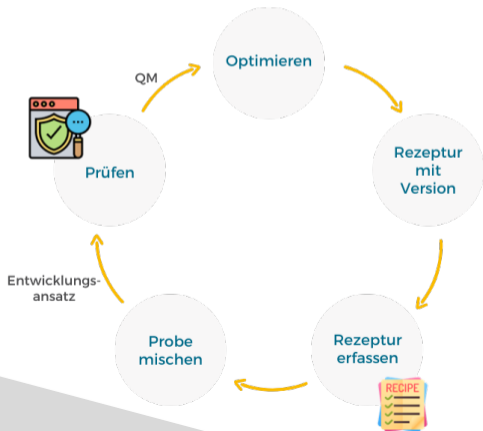 Optimieren
QM
Prüfen
Rezeptur
mit
Version
Entwicklungs-
ansatz
Probe
mischen
Rezeptur
erfassen
RECIPE